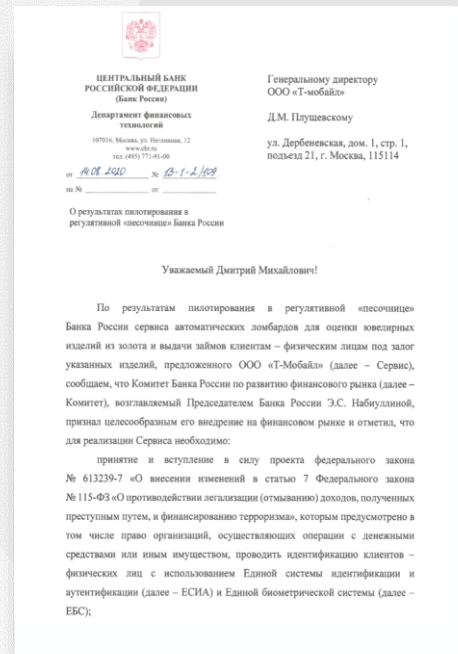 ЦЕНТРАЛЬНЫЙ БАНК
РОССИЙСКОЙ ФЕДЕРАЦИИ
(Банк России)
Департамент финансовых
технологий
107016, Москва, ул. Неглинная, 12
www.cbr.ru
тел. (495) 771-91-00
от 14.08.2020 № 13-1-2/109
на № от
О результатах пилотирования в
регулятивной «песочнице» Банка России
Генеральному директору
ООО «Т-мобайл»
Д.М. Плущевскому
ул. Дербеневская, дом. 1, стр. 1,
подъезд 21, г. Москва, 115114
Уважаемый Дмитрий Михайлович!
По результатам пилотирования в регулятивной «песочнице»
Банка России сервиса автоматических ломбардов для оценки ювелирных
изделий из золота и выдачи займов клиентам – физическим лицам под залог
указанных изделий, предложенного ООО «Т-Мобайл» (далее – Сервис),
сообщаем, что Комитет Банка России по развитию финансового рынка (далее –
Комитет), возглавляемый Председателем Банка России Э.С. Набиуллиной,
признал целесообразным его внедрение на финансовом рынке и отметил, что
для реализации Сервиса необходимо:
принятие и вступление в силу проекта федерального закона
№ 613239-7 «О внесении изменений в статью 7 Федерального закона
№ 115-ФЗ «О противодействии легализации (отмыванию) доходов, полученных
преступным путем, и финансированию терроризма», которым предусмотрено в
том числе право организаций, осуществляющих операции с денежными
средствами или иным имуществом, проводить идентификацию клиентов –
физических лиц с использованием Единой системы идентификации и
аутентификации (далее – ЕСИА) и Единой биометрической системы (далее –
ЕБС);